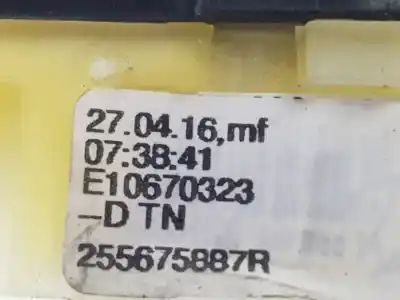 27.04.16,mf
07:38:41
E10670323
-D TN
255675887R